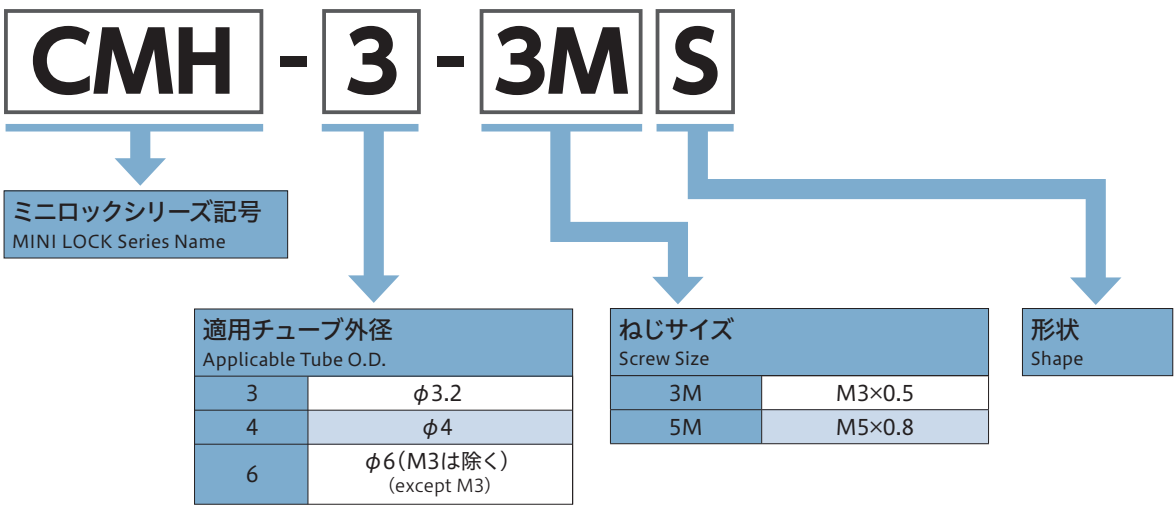 CMH - 3 - 3M S
ミニロックシリーズ記号
MINI LOCK Series Name
適用チューブ外径
Applicable Tube O.D.
3 φ3.2
4 φ4
6 φ6(M3は除く)
(except M3)
ねじサイズ
Screw Size
3M M3×0.5
5M M5×0.8
形状
Shape